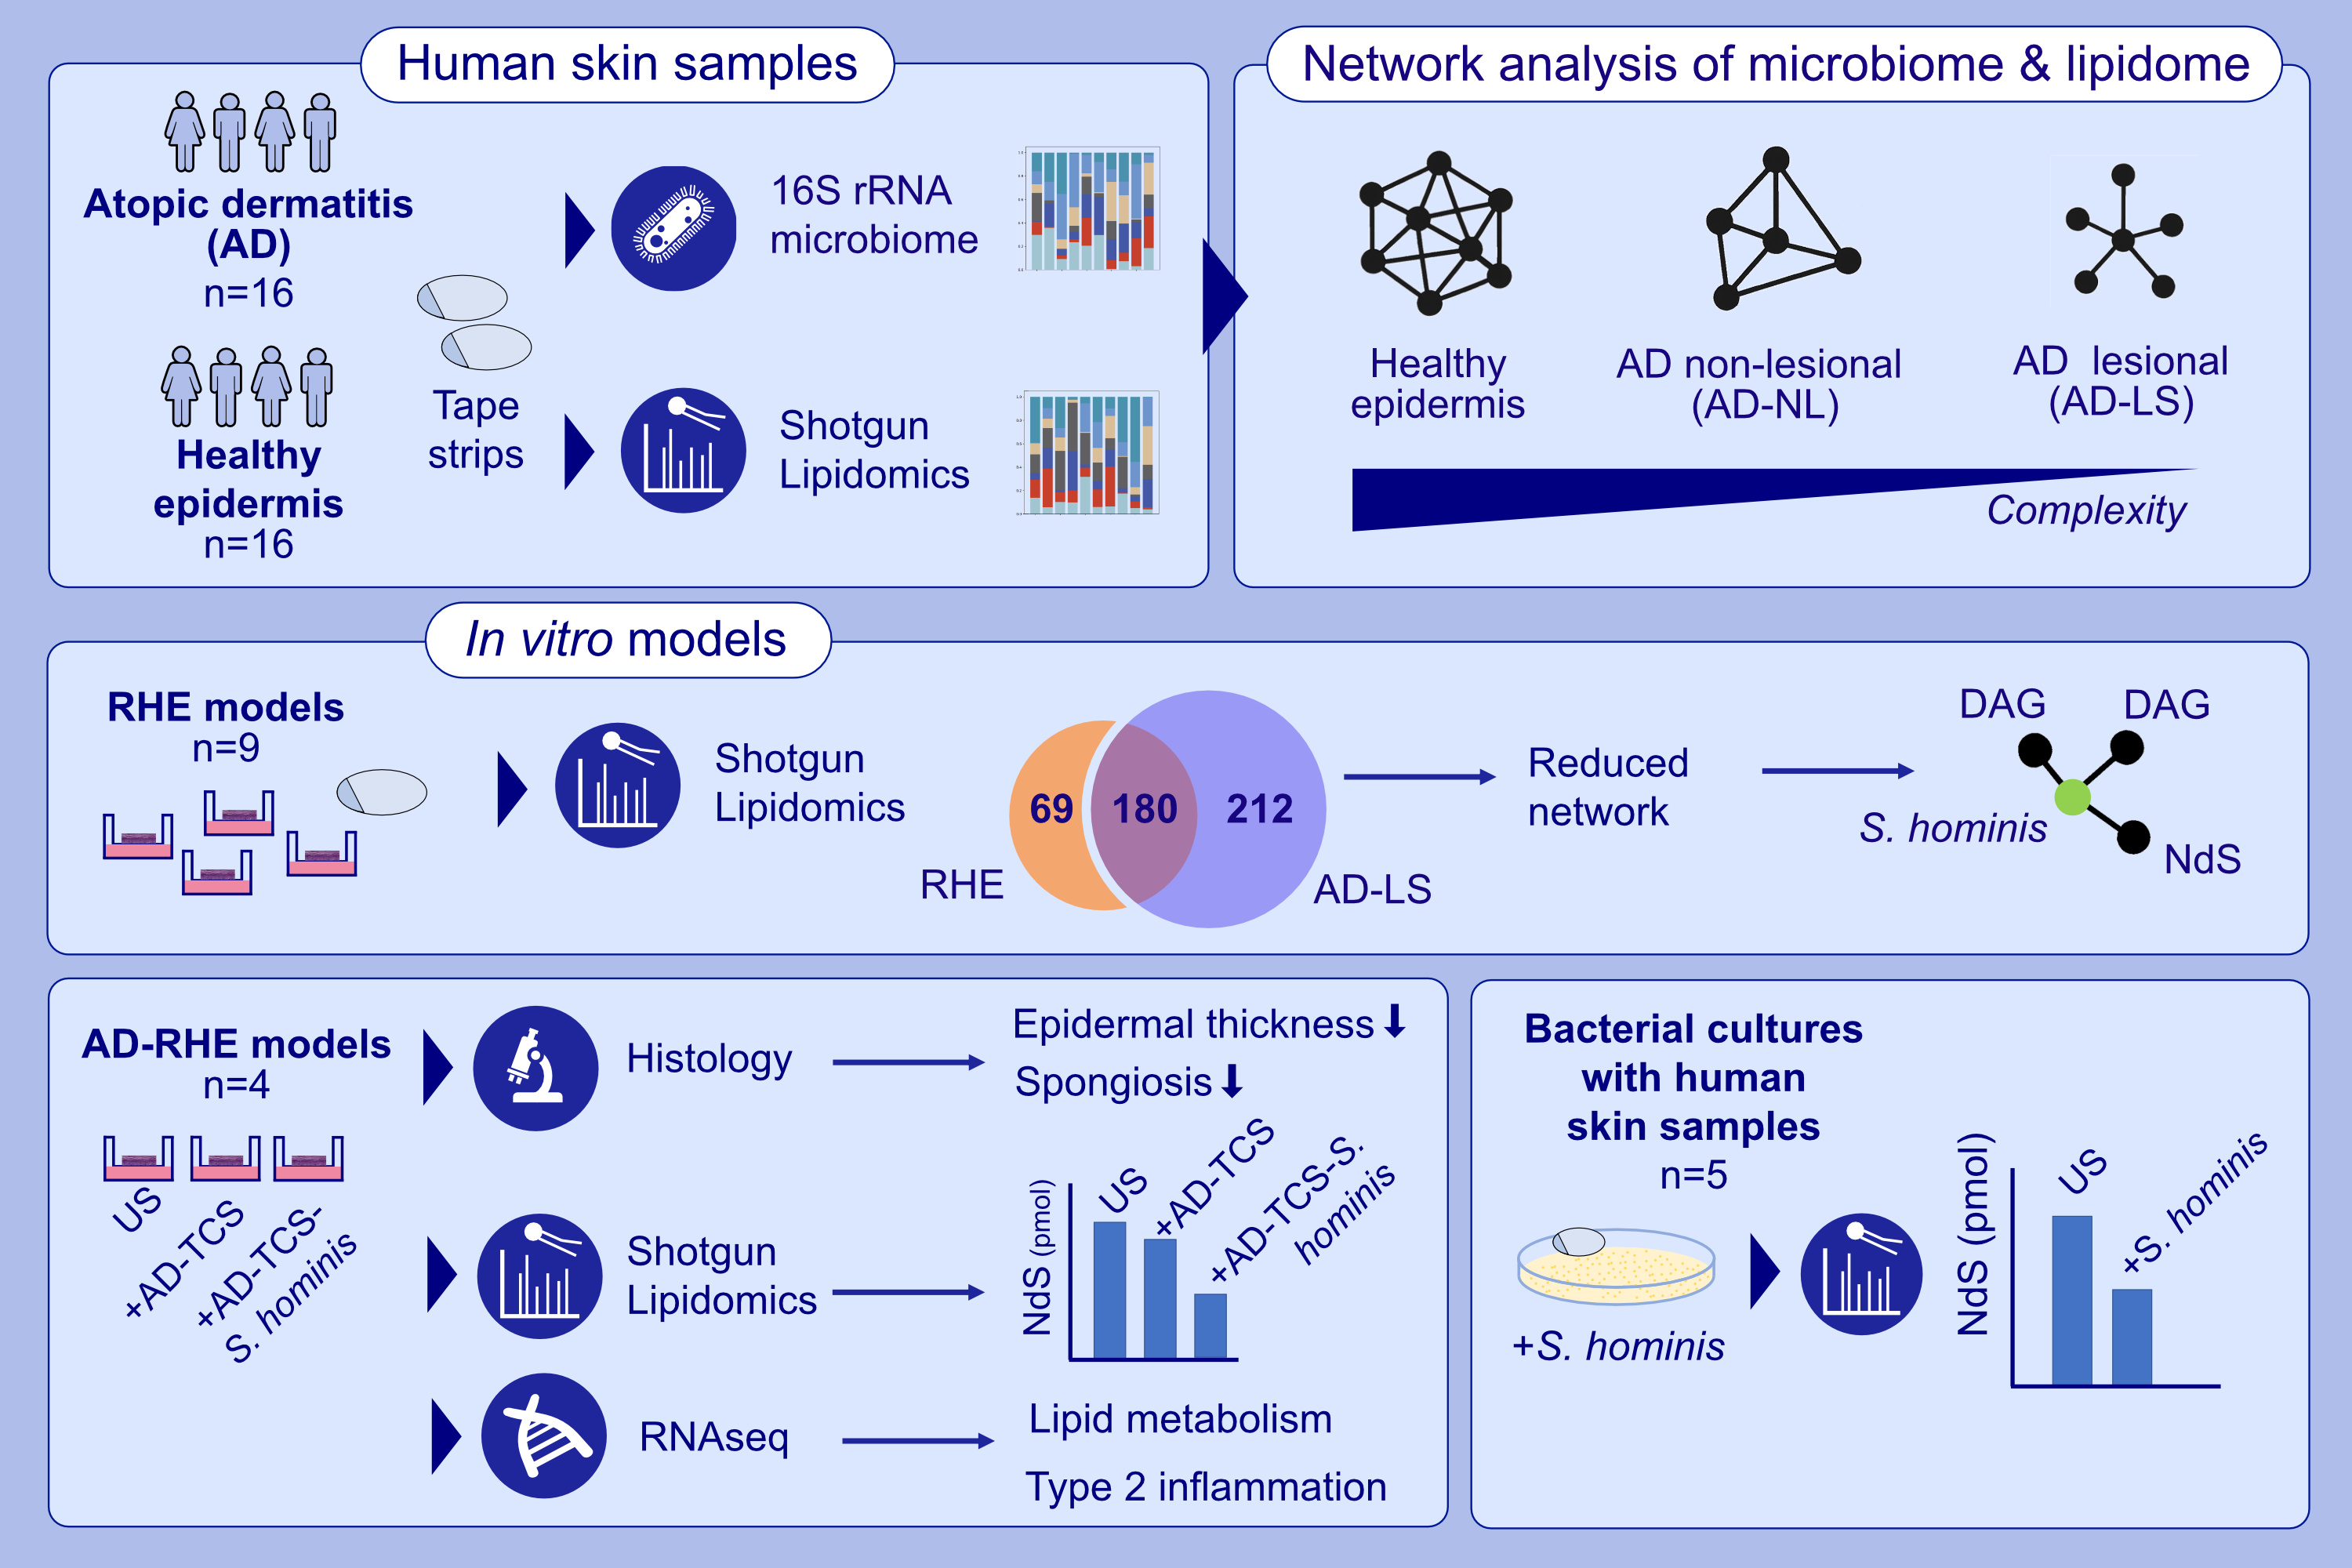 Human skin samples
Atopic dermatitis
(AD)
n=16
Healthy
epidermis
n=16
Tape
strips
16S rRNA
microbiome
Shotgun
Lipidomics
Network analysis of microbiome & lipidome
Healthy
epidermis
AD non-lesional
(AD-NL)
AD lesional
(AD-LS)
Complexity
In vitro models
RHE models
n=9
Shotgun
Lipidomics
69
180
212
RHE
AD-LS
Reduced
network
DAG
DAG
S. hominis
NdS
AD-RHE models
n=4
US
+AD-TCS
+AD-TCS-
S. hominis
Histology
Epidermal thickness
Spongiosis
Shotgun
Lipidomics
NdS (pmol)
US
+AD-TCS
+AD-TCS-S.
hominis
RNAseq
Lipid metabolism
Type 2 inflammation
Bacterial cultures
with human
skin samples
n=5
+S. hominis
NdS (pmol)
US
+S. hominis